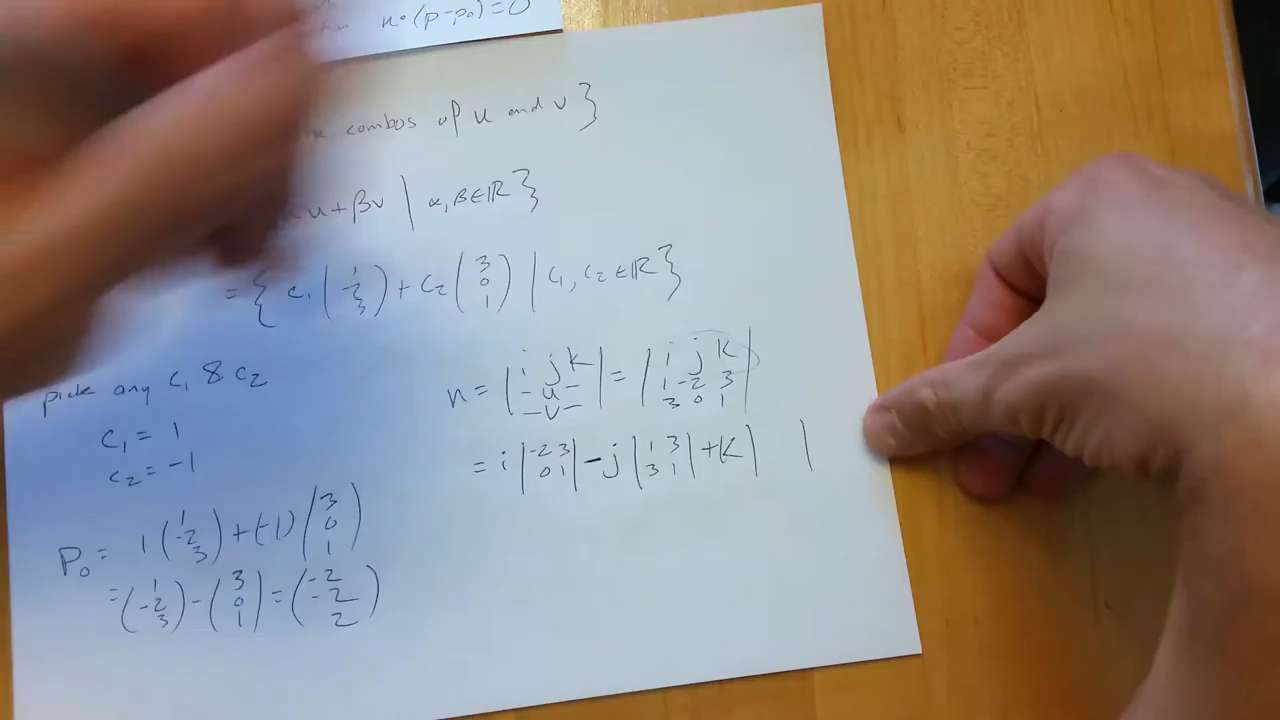 n∘(p-p₀)=0
combos of u and v }
u+βv | α,β∈ℝ }
= { c₁ (1 -2 3) + c₂ (3 0 1) | c₁, c₂ ∈ ℝ }
pick any c₁ & c₂
c₁ = 1
c₂ = -1
P₀ = 1 (1 -2 3) + (-1) (3 0 1)
= (1 -2 3) - (3 0 1) = (-2 -2 2)
n = | i j k -u- -v- | = | i j k 1 -2 3 3 0 1 |
= i | -2 3 0 1 | - j | 1 3 3 1 | + k | |